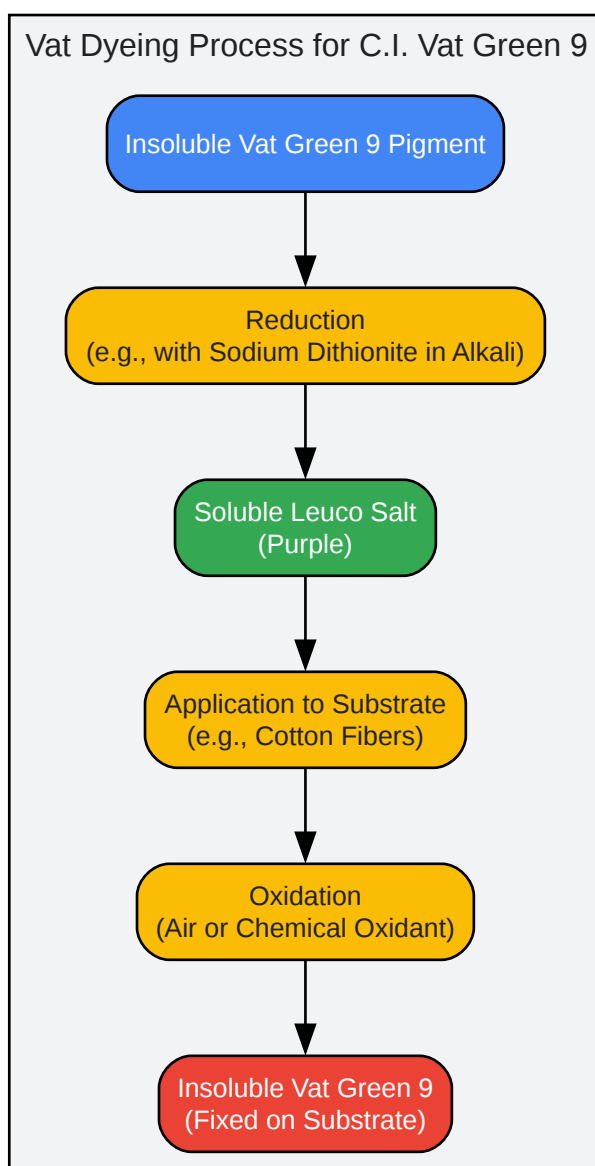 Vat Dyeing Process for C.I. Vat Green 9
Insoluble Vat Green 9 Pigment
Reduction
(e.g., with Sodium Dithionite in Alkali)
Soluble Leuco Salt
(Purple)
Application to Substrate
(e.g., Cotton Fibers)
Oxidation
(Air or Chemical Oxidant)
Insoluble Vat Green 9
(Fixed on Substrate)